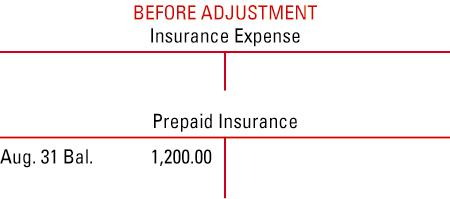 BEFORE ADJUSTMENT
Insurance Expense
Prepaid Insurance
Aug. 31 Bal. 1,200.00